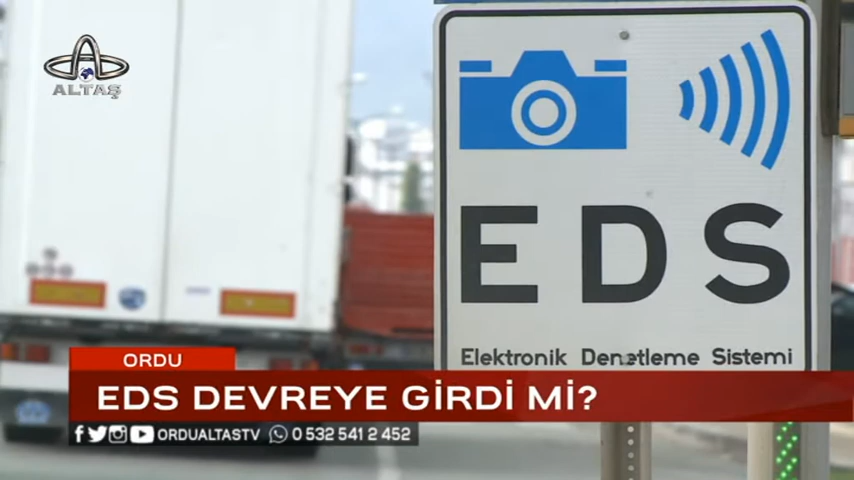 ALTAŞ
EDS
Elektronik Denetleme Sistemi
ORDU
EDS DEVREYE GİRDİ Mİ?
ORDUALTASTV 0 532 541 2 452